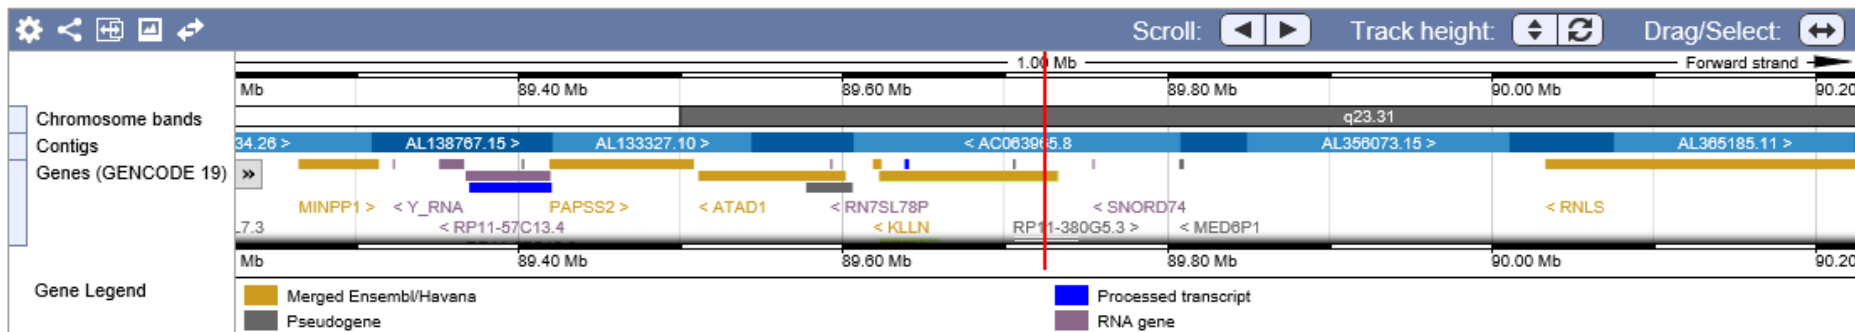 Scroll: Track height: Drag/Select:
1.00 Mb Forward strand
Mb 89.40 Mb 89.60 Mb 89.80 Mb 90.00 Mb 90.20
Chromosome bands q23.31
Contigs 34.26 > AL138767.15 > AL133327.10 > < AC063965.8 AL356073.15 > AL365185.11 >
Genes (GENCODE 19) »
MINPP1 > < Y_RNA PAPSS2 > < ATAD1 < RN7SL78P < SNORD74 < RNLS
L7.3 < RP11-57C13.4 < KLLN RP11-380G5.3 > < MED6P1
Mb 89.40 Mb 89.60 Mb 89.80 Mb 90.00 Mb 90.20
Gene Legend Merged Ensembl/Havana Processed transcript
Pseudogene RNA gene